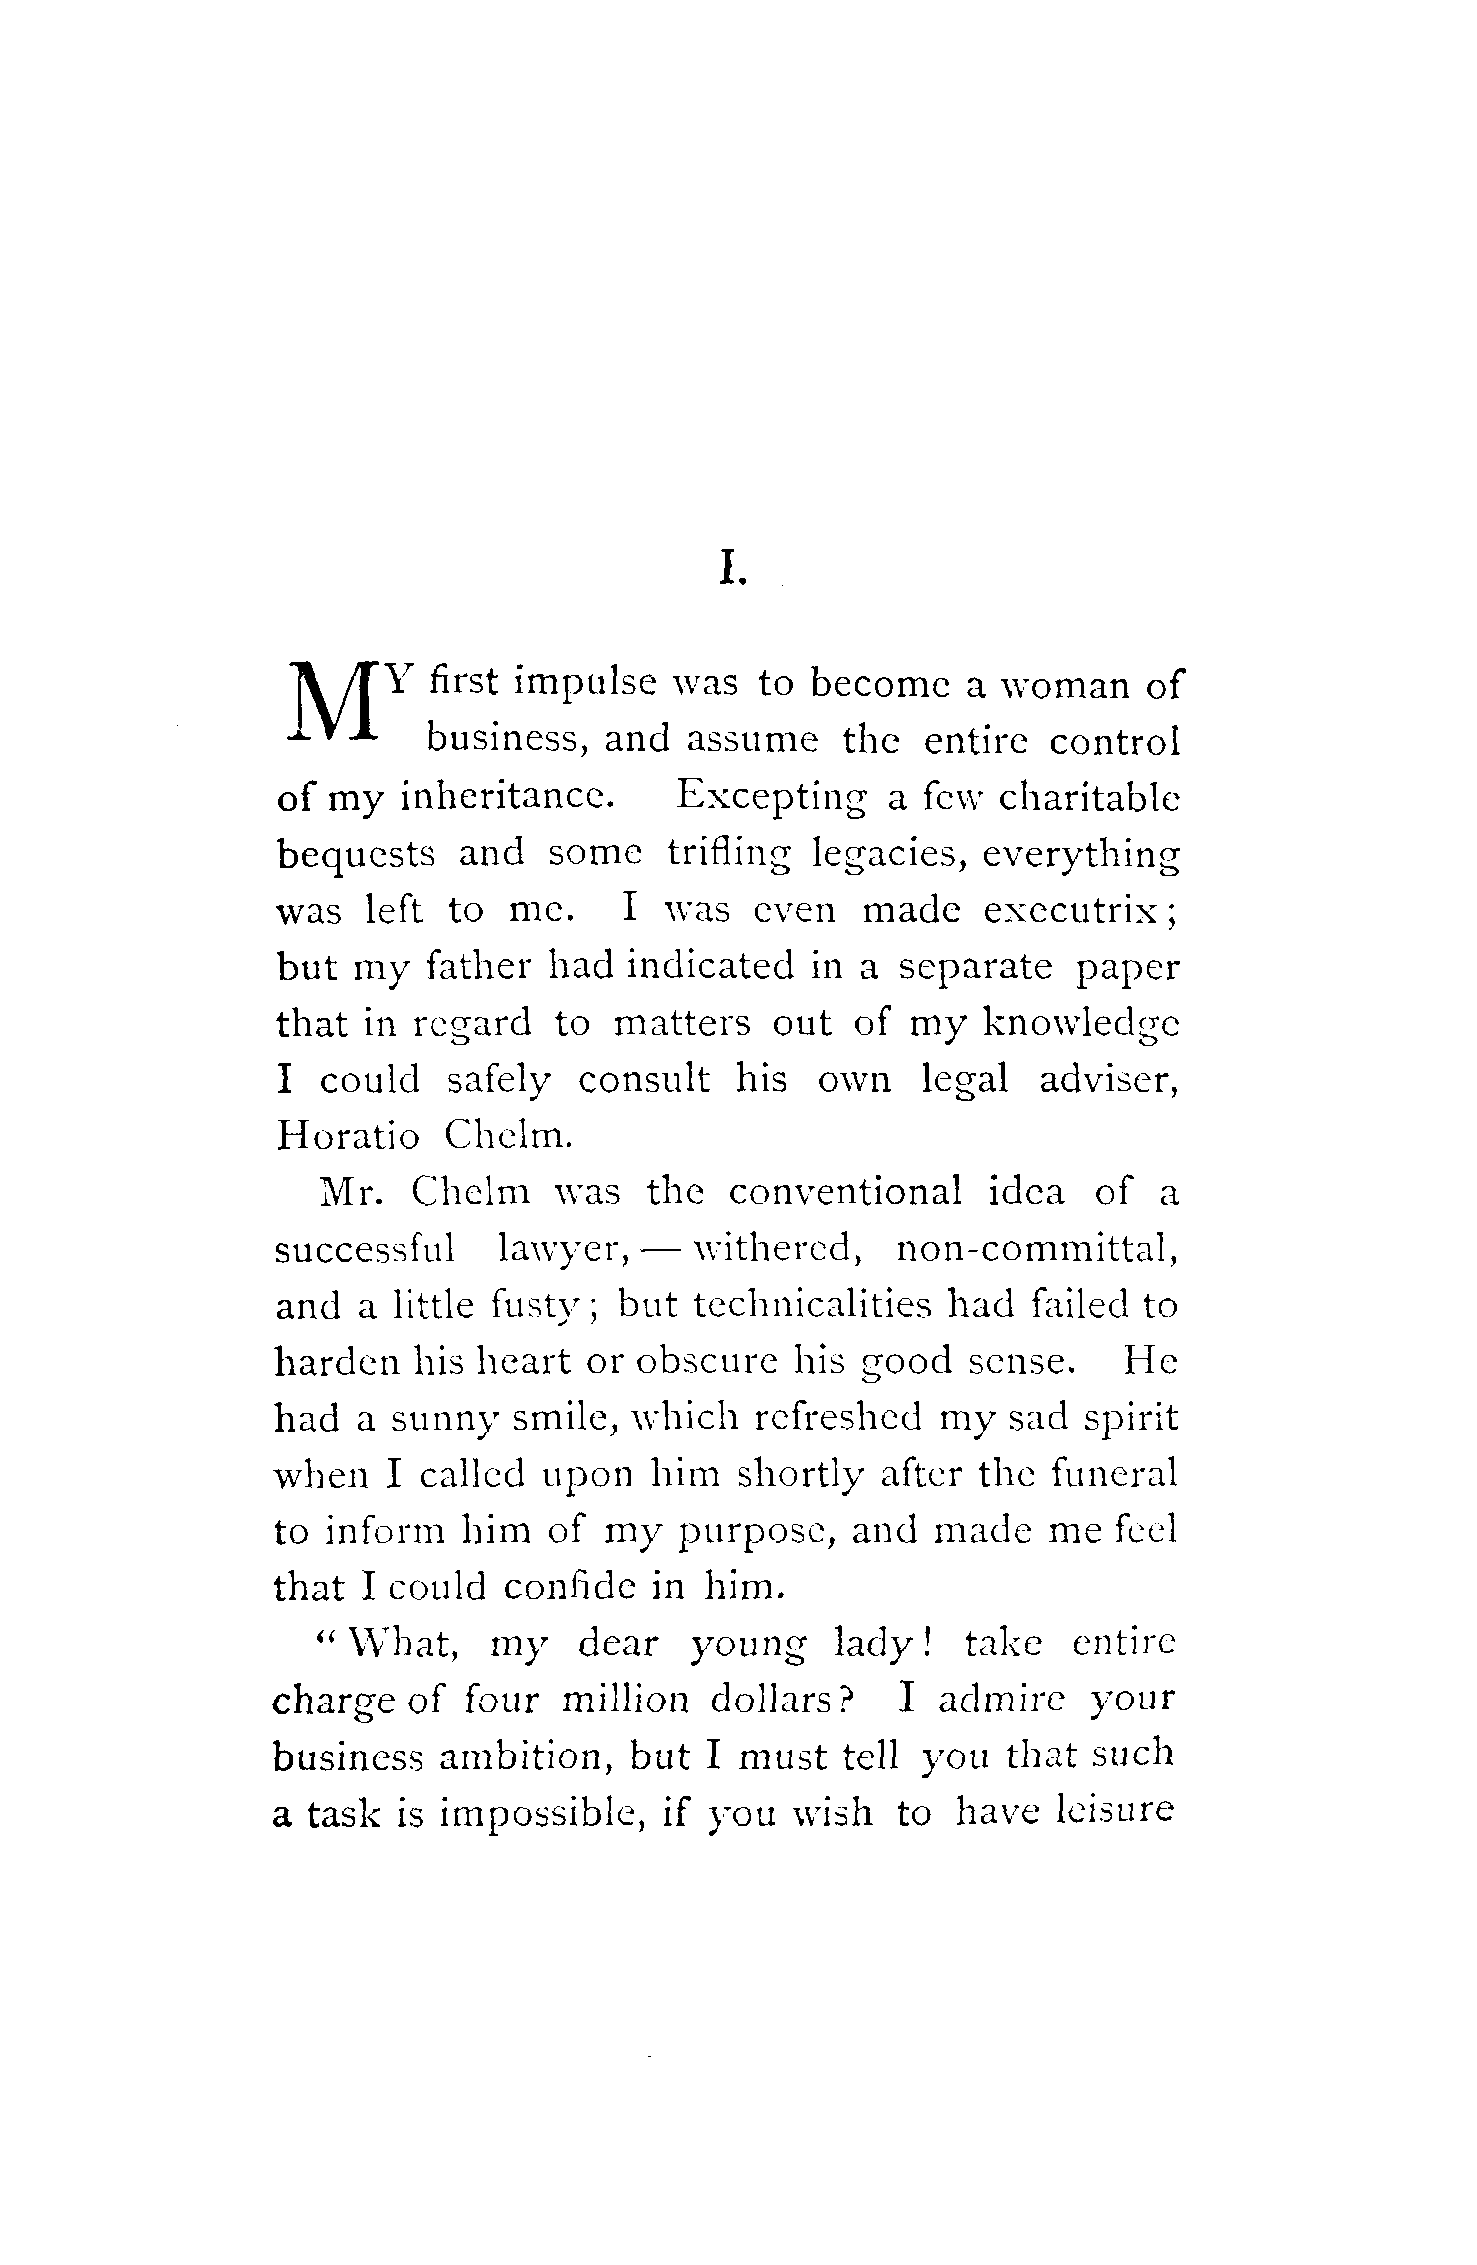 I.
MY first impulse was to become a woman of
business, and assume the entire control
of my inheritance. Excepting a few charitable
bequests and some trifling legacies, everything
was left to me. I was even made executrix;
but my father had indicated in a separate paper
that in regard to matters out of my knowledge
I could safely consult his own legal adviser,
Horatio Chelm.
Mr. Chelm was the conventional idea of a
successful lawyer, — withered, non-committal,
and a little fusty; but technicalities had failed to
harden his heart or obscure his good sense. He
had a sunny smile, which refreshed my sad spirit
when I called upon him shortly after the funeral
to inform him of my purpose, and made me feel
that I could confide in him.
"What, my dear young lady! take entire
charge of four million dollars? I admire your
business ambition, but I must tell you that such
a task is impossible, if you wish to have leisure